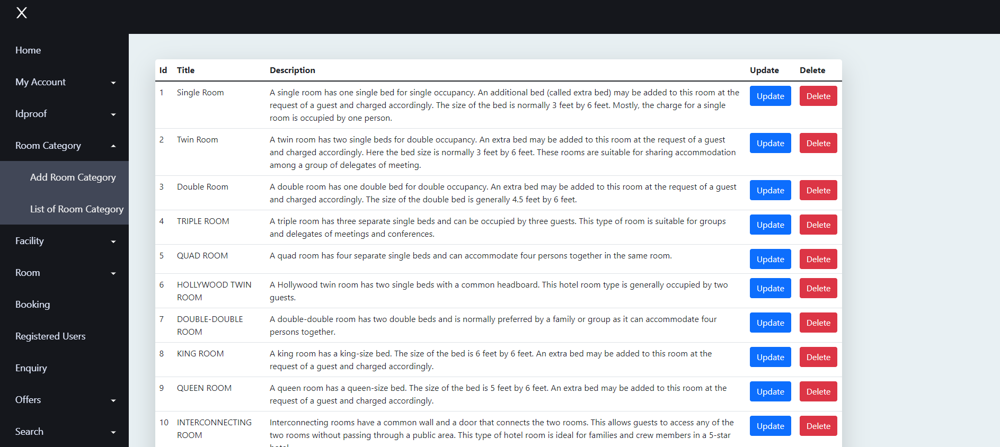 X
Home
My Account
Idproof
Room Category
Add Room Category
List of Room Category
Facility
Room
Booking
Registered Users
Enquiry
Offers
Search
Id Title Description Update Delete
1 Single Room A single room has one single bed for single occupancy. An additional bed (called extra bed) may be added to this room at the Update Delete
request of a guest and charged accordingly. The size of the bed is normally 3 feet by 6 feet. Mostly, the charge for a single
room is occupied by one person.
2 Twin Room A twin room has two single beds for double occupancy. An extra bed may be added to this room at the request of a guest Update Delete
and charged accordingly. Here the bed size is normally 3 feet by 6 feet. These rooms are suitable for sharing accommodation
among a group of delegates of meeting.
3 Double Room A double room has one double bed for double occupancy. An extra bed may be added to this room at the request of a guest Update Delete
and charged accordingly. The size of the double bed is generally 4.5 feet by 6 feet.
4 TRIPLE ROOM A triple room has three separate single beds and can be occupied by three guests. This type of room is suitable for groups Update Delete
and delegates of meetings and conferences.
5 QUAD ROOM A quad room has four separate single beds and can accommodate four persons together in the same room. Update Delete
6 HOLLYWOOD TWIN A Hollywood twin room has two single beds with a common headboard. This hotel room type is generally occupied by two Update Delete
ROOM guests.
7 DOUBLE-DOUBLE A double-double room has two double beds and is normally preferred by a family or group as it can accommodate four Update Delete
ROOM persons together.
8 KING ROOM A king room has a king-size bed. The size of the bed is 6 feet by 6 feet. An extra bed may be added to this room at the Update Delete
request of a guest and charged accordingly.
9 QUEEN ROOM A queen room has a queen-size bed. The size of the bed is 5 feet by 6 feet. An extra bed may be added to this room at the Update Delete
request of a guest and charged accordingly.
10 INTERCONNECTING Interconnecting rooms have a common wall and a door that connects the two rooms. This allows guests to access any of the Update Delete
ROOM two rooms without passing through a public area. This type of hotel room is ideal for families and crew members in a 5-star